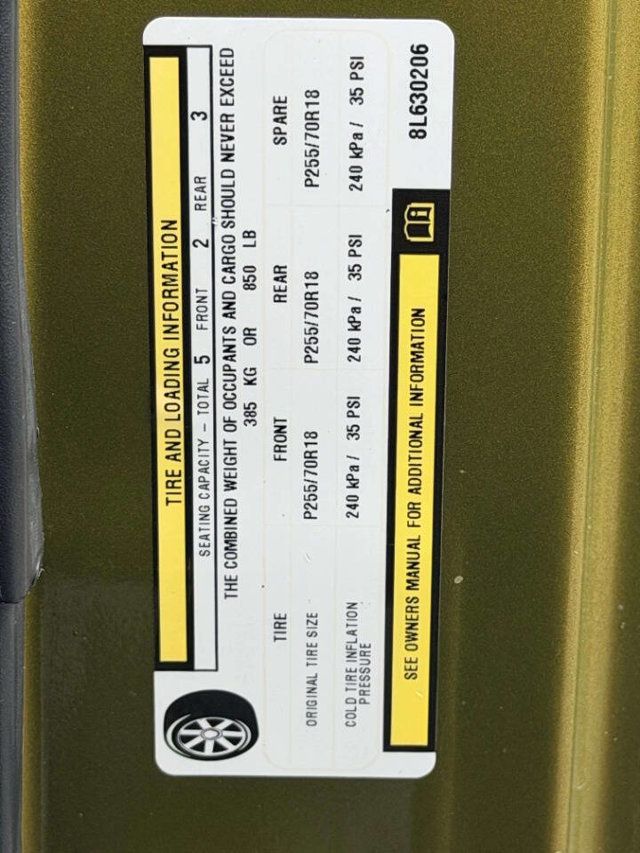 TIRE AND LOADING INFORMATION
SEATING CAPACITY – TOTAL 5 FRONT 2 REAR 3
THE COMBINED WEIGHT OF OCCUPANTS AND CARGO SHOULD NEVER EXCEED
385 KG OR 850 LB
TIRE FRONT REAR SPARE
ORIGINAL TIRE SIZE P255/70R18 P255/70R18 P255/70R18
COLD TIRE INFLATION PRESSURE 240 kPa / 35 PSI 240 kPa / 35 PSI 240 kPa / 35 PSI
SEE OWNERS MANUAL FOR ADDITIONAL INFORMATION
8L630206